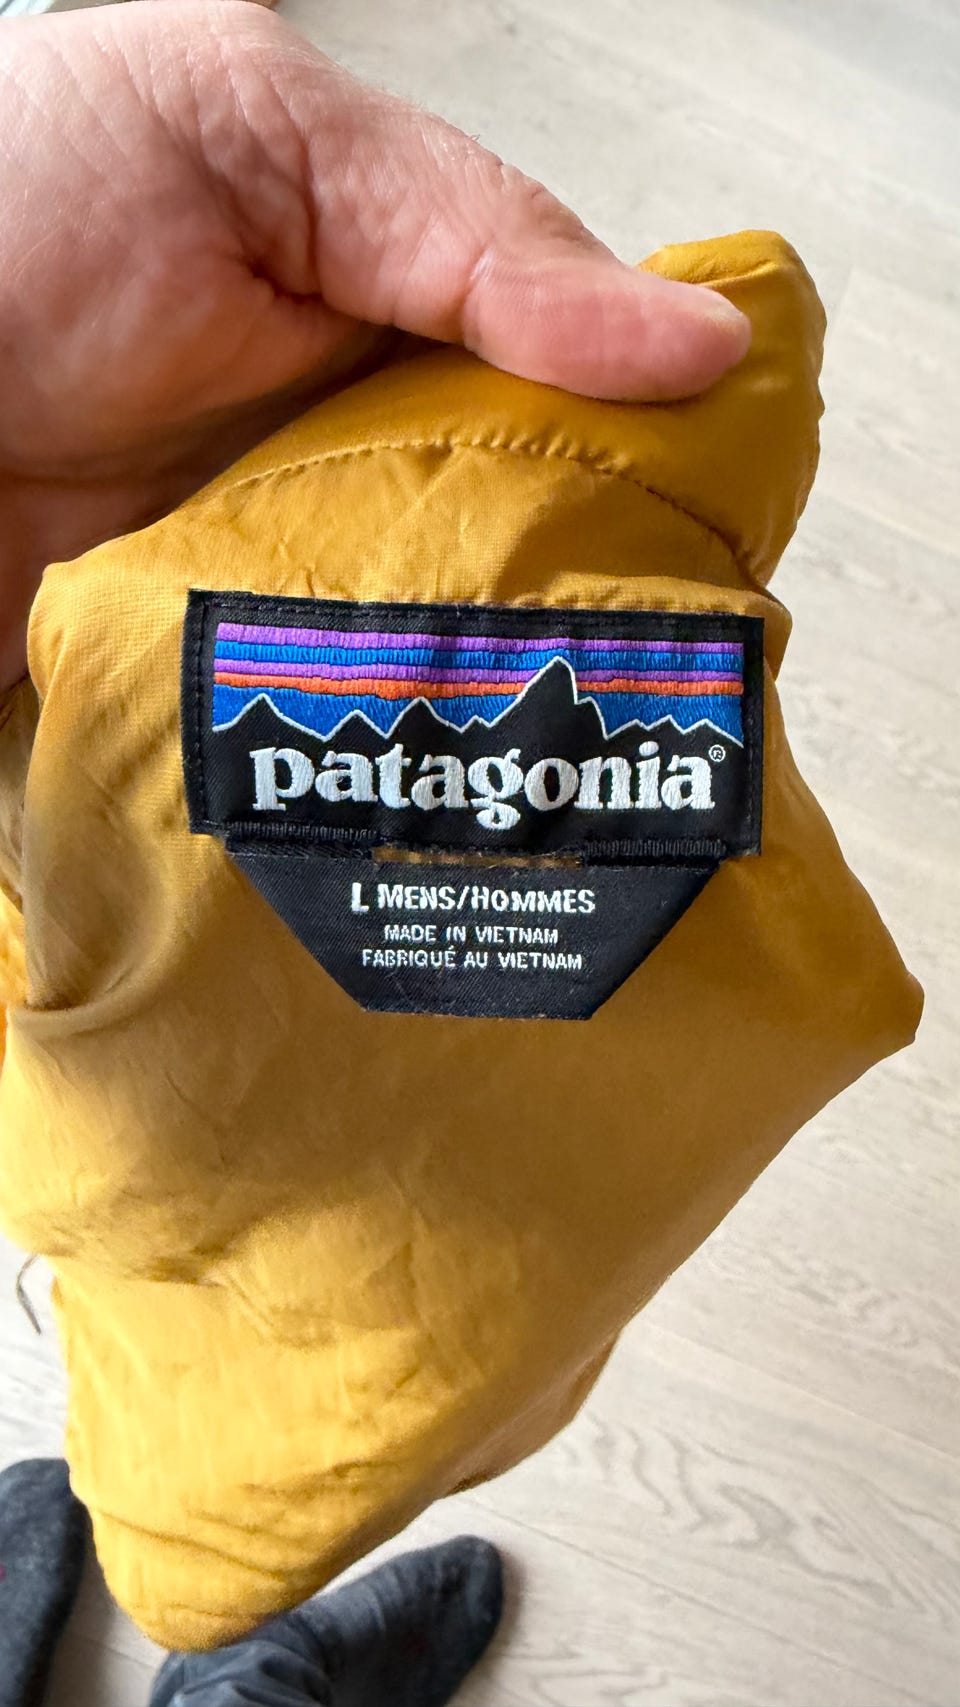 patagonia®
L MENS/HOMMES
MADE IN VIETNAM
FABRIQUÉ AU VIETNAM